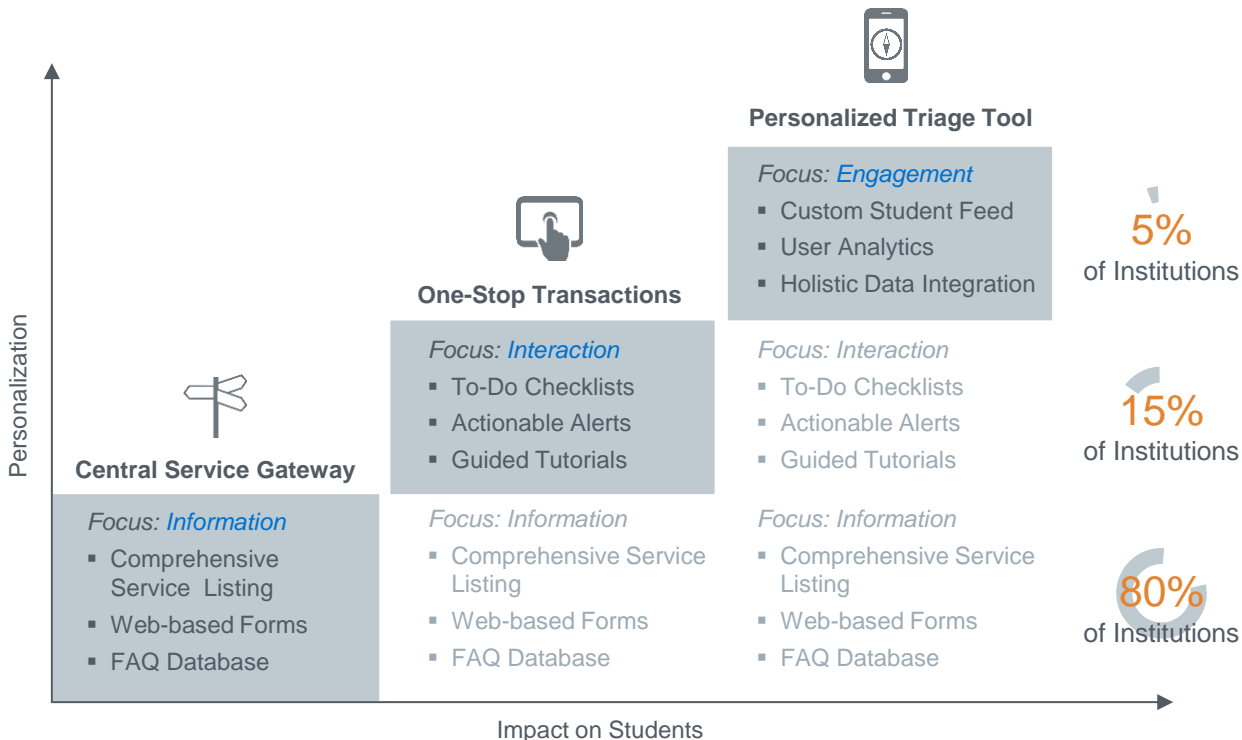 Personalized Triage Tool
Focus: Engagement
▪ Custom Student Feed
▪ User Analytics
▪ Holistic Data Integration
5%
of Institutions
One-Stop Transactions
Focus: Interaction
▪ To-Do Checklists
▪ Actionable Alerts
▪ Guided Tutorials
Focus: Interaction
▪ To-Do Checklists
▪ Actionable Alerts
▪ Guided Tutorials
15%
of Institutions
Personalization
Central Service Gateway
Focus: Information
▪ Comprehensive
Service Listing
▪ Web-based Forms
▪ FAQ Database
Focus: Information
▪ Comprehensive Service
Listing
▪ Web-based Forms
▪ FAQ Database
Focus: Information
▪ Comprehensive Service
Listing
▪ Web-based Forms
▪ FAQ Database
80%
of Institutions
Impact on Students